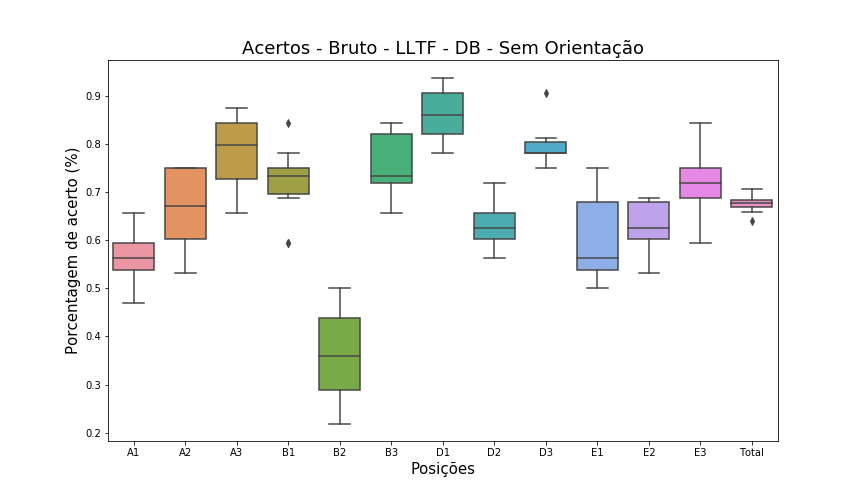 Acertos - Bruto - LLTF - DB - Sem Orientação
Porcentagem de acerto (%)
0.9
0.8
0.7
0.6
0.5
0.4
0.3
0.2
A1 A2 A3 B1 B2 B3 D1 D2 D3 E1 E2 E3 Total
Posições